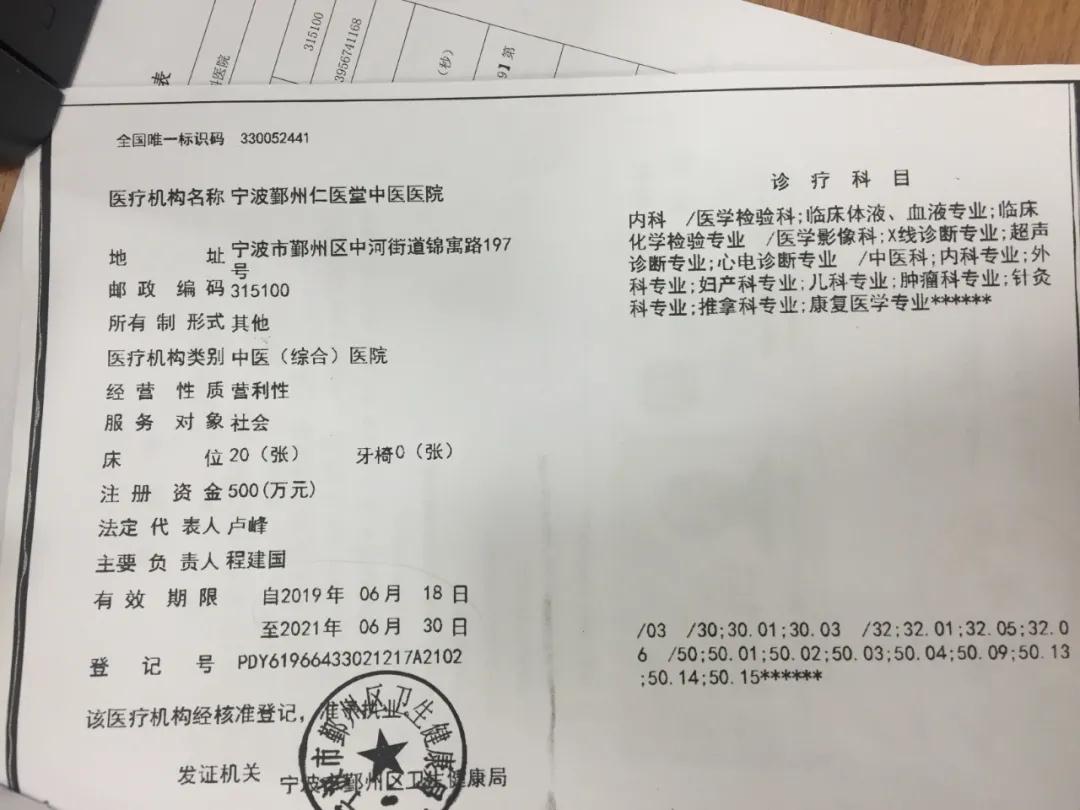 表
科医院
315100
3956741168
(秒)
9】第
全国唯一标识码 330052441
医疗机构名称 宁波鄞州仁医堂中医医院
地 址 宁波市鄞州区中河街道锦寓路197
号
邮政 编码 315100
所有 制 形式 其他
医疗机构类别 中医（综合）医院
经 营 性 质 营利性
服 务 对 象 社会
床 位 20（张） 牙椅0（张）
注 册 资 金 500(万元)
法定 代 表人 卢峰
主要 负 责人 程建国
有 效 期 限 自2019年 06月 18日
至2021年 06月 30日
登 记 号 PDY61966433021217A2102
该医疗机构经核准登记，准予执业
发证机关 宁波市鄞州区卫生健康局
市鄞州区卫生健康局
诊 疗 科 目
内科 /医学检验科;临床体液、血液专业;临床
化学检验专业 /医学影像科;X线诊断专业;超声
诊断专业;心电诊断专业 /中医科;内科专业;外
科专业;妇产科专业;儿科专业;肿瘤科专业;针灸
科专业;推拿科专业;康复医学专业******
/03 /30;30.01;30.03 /32;32.01;32.05;32.0
6 /50;50.01;50.02;50.03;50.04;50.09;50.13
;50.14;50.15******